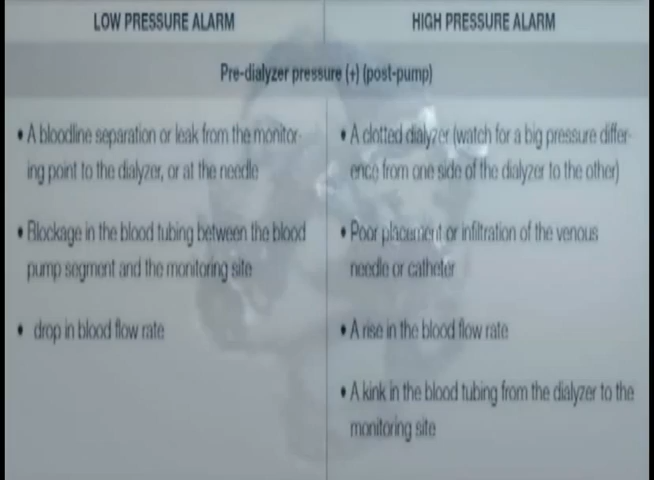 LOW PRESSURE ALARM
HIGH PRESSURE ALARM
Pre-dialyzer pressure (+) (post-pump)
• A bloodline separation or leak from the monitor-
ing point to the dialyzer, or at the needle
• Blockage in the blood tubing between the blood
pump segment and the monitoring site
• drop in blood flow rate
• A clotted dialyzer (watch for a big pressure differ-
ence from one side of the dialyzer to the other)
• Poor placement or infiltration of the venous
needle or catheter
• A rise in the blood flow rate
• A kink in the blood tubing from the dialyzer to the
monitoring site